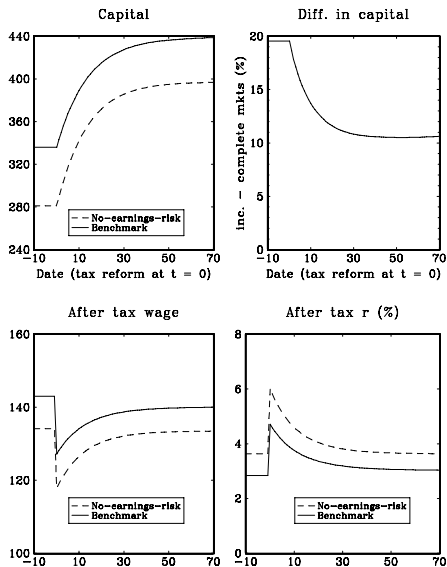 Capital
440
400
360
320
280
240
No-earnings-risk
Benchmark
-10 10 30 50 70
Date (tax reform at t = 0)
Diff. in capital
inc. - complete mkts (%)
20
15
10
5
0
-10 10 30 50 70
Date (tax reform at t = 0)
After tax wage
160
140
120
100
No-earnings-risk
Benchmark
-10 10 30 50 70
After tax r (%)
8
6
4
2
0
No-earnings-risk
Benchmark
-10 10 30 50 70